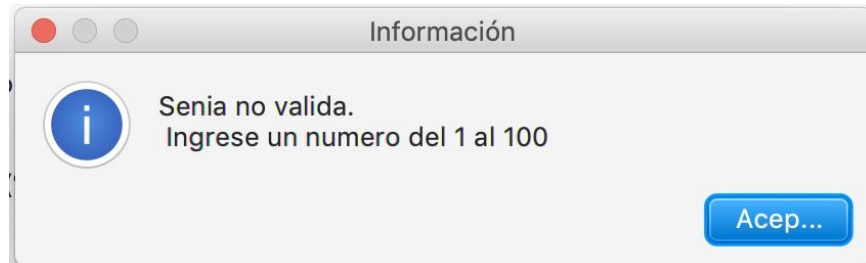 Información
Senia no valida.
Ingrese un numero del 1 al 100
Acep...